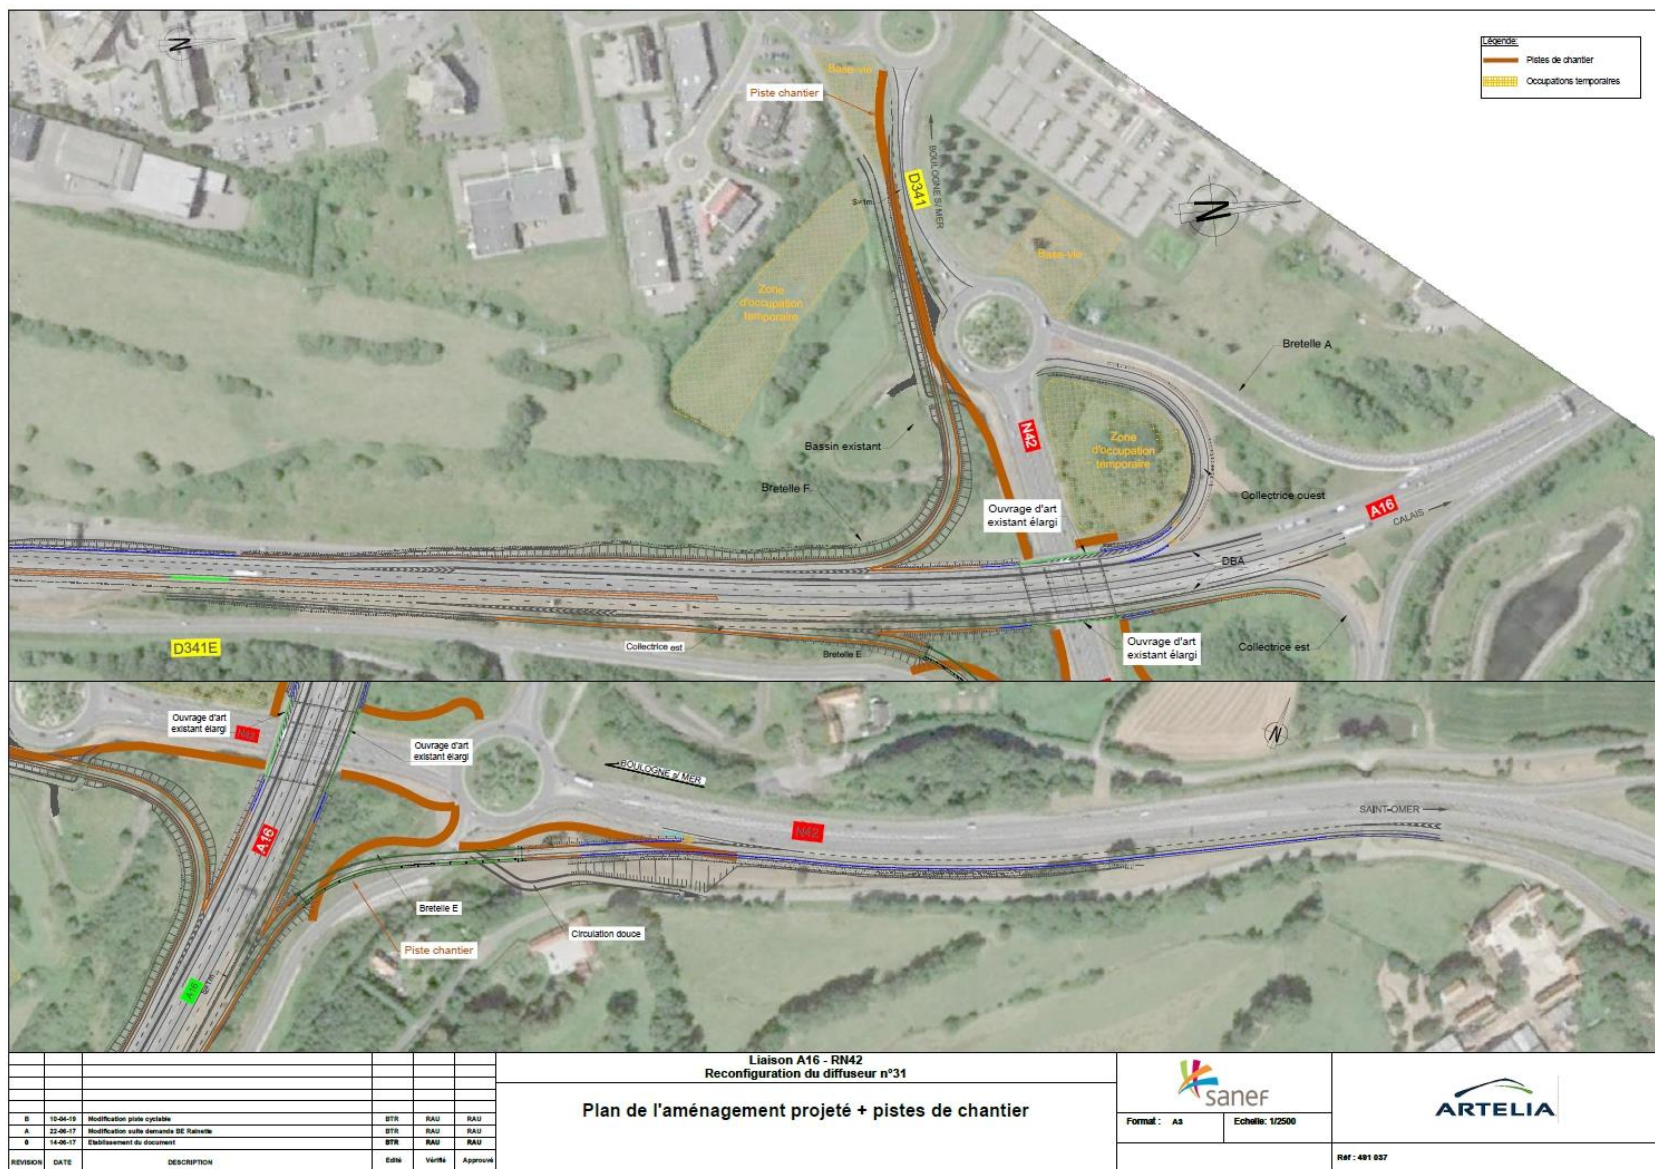 Légende:
Pistes de chantier
Occupations temporaires
N
Base-vie
Piste chantier
BOULOGNE S/ MER
D341
S=1m
N
Base-vie
Zone
d'occupation
temporaire
Bretelle A
N42
Zone
d'occupation
temporaire
Bassin existant
Bretelle F
Collectrice ouest
Ouvrage d'art
existant élargi
A16
CALAIS
DBA
D341E
Collectrice est
Bretelle E
Ouvrage d'art
existant élargi
Collectrice est
Ouvrage d'art
existant élargi
N42
Ouvrage d'art
existant élargi
N
BOULOGNE s/ MER
SAINT-OMER
N42
A16
Bretelle E
Circulation douce
Piste chantier
A16
B 10-04-19 Modification piste cyclable BTR RAU RAU
A 22-06-17 Modification suite demande BE Rainette BTR RAU RAU
0 14-06-17 Etablissement du document BTR RAU RAU
REVISION DATE DESCRIPTION Edité Vérifié Approuvé
Liaison A16 - RN42
Reconfiguration du diffuseur n°31
Plan de l'aménagement projeté + pistes de chantier
sanef
Format : A3
Echelle: 1/2500
ARTELIA
Réf : 491 037